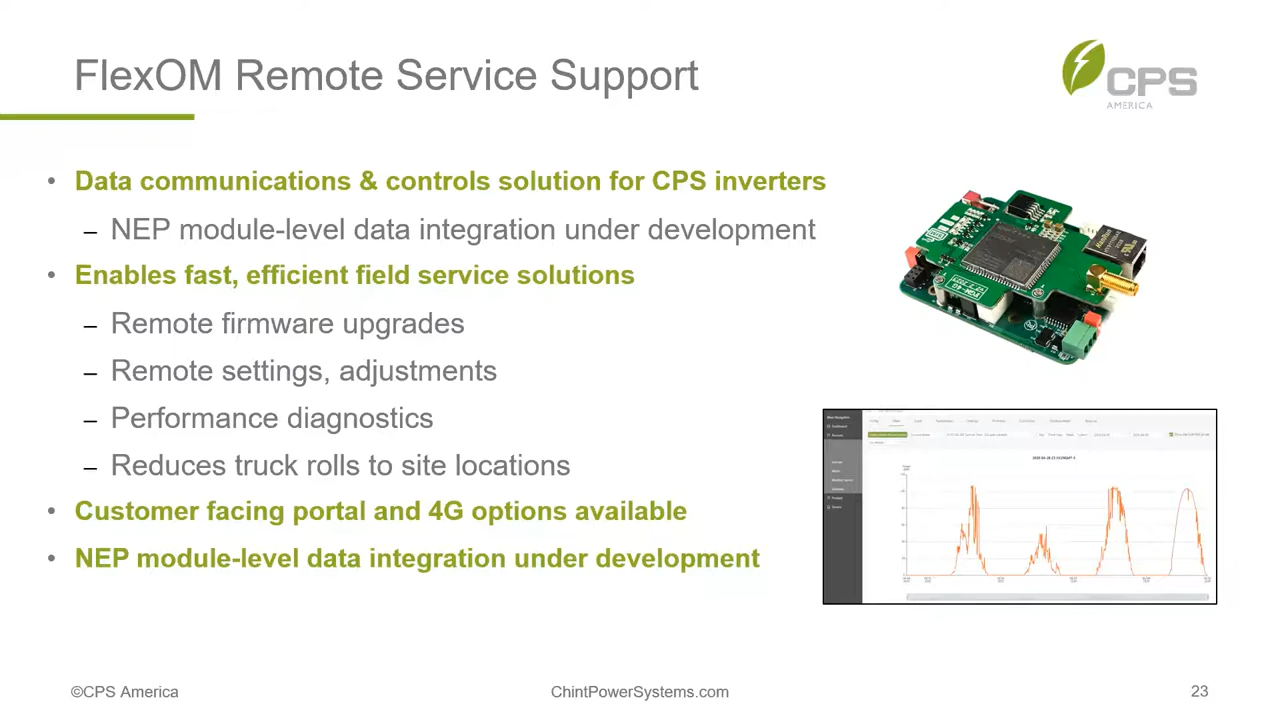 FlexOM Remote Service Support
CPS
AMERICA
• Data communications & controls solution for CPS inverters
– NEP module-level data integration under development
• Enables fast, efficient field service solutions
– Remote firmware upgrades
– Remote settings, adjustments
– Performance diagnostics
– Reduces truck rolls to site locations
• Customer facing portal and 4G options available
• NEP module-level data integration under development
©CPS America
ChintPowerSystems.com
23